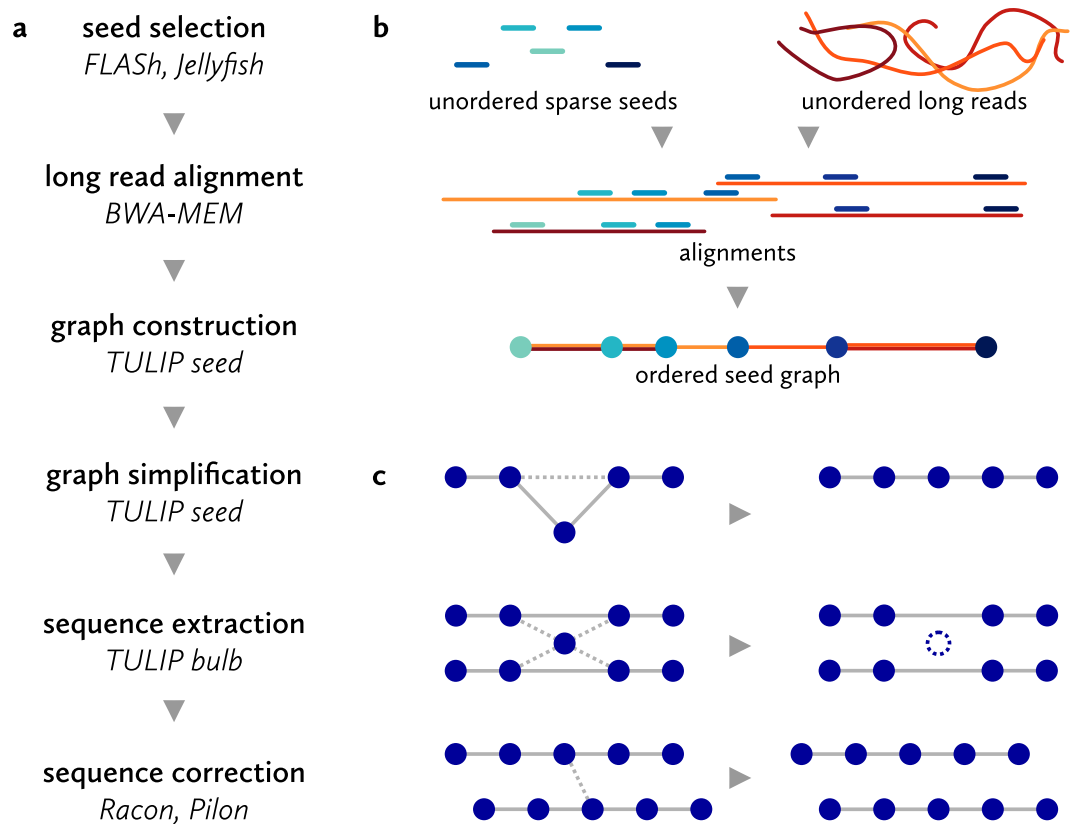 a
seed selection
FLASh, Jellyfish
long read alignment
BWA-MEM
graph construction
TULIP seed
graph simplification
TULIP seed
sequence extraction
TULIP bulb
sequence correction
Racon, Pilon
b
unordered sparse seeds
unordered long reads
alignments
ordered seed graph
c